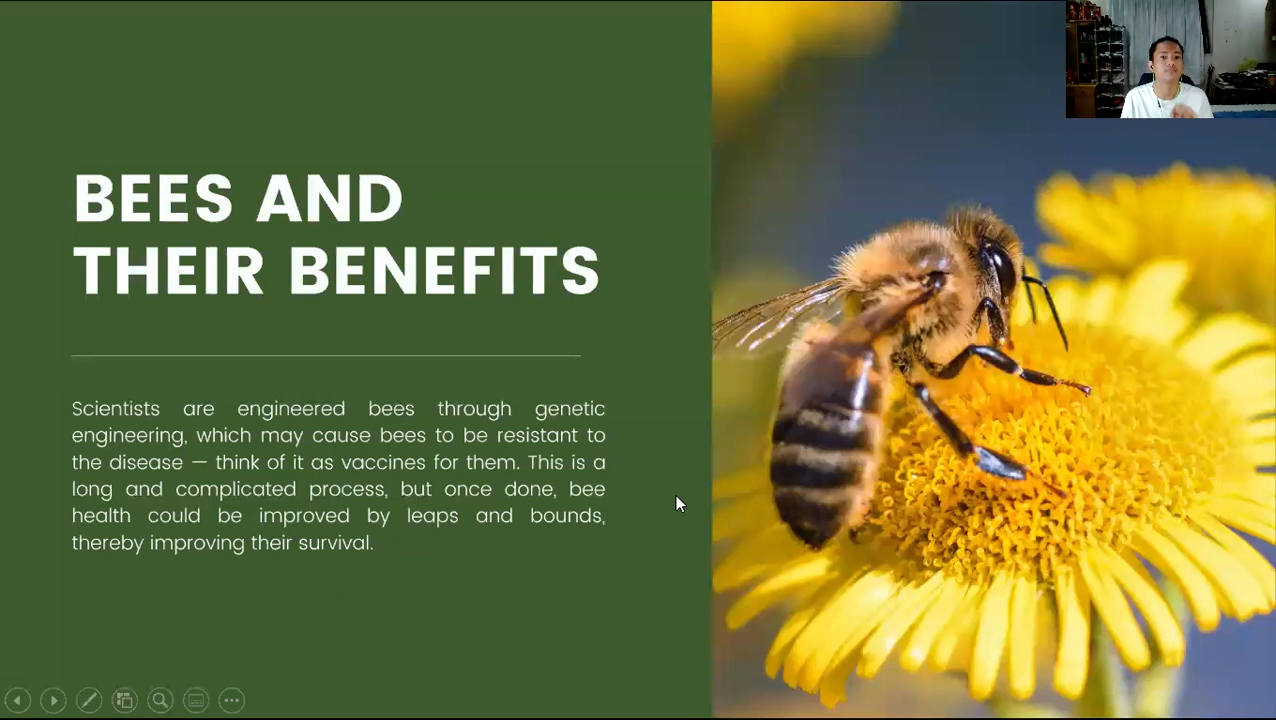 BEES AND
THEIR BENEFITS
Scientists are engineered bees through genetic
engineering, which may cause bees to be resistant to
the disease — think of it as vaccines for them. This is a
long and complicated process, but once done, bee
health could be improved by leaps and bounds,
thereby improving their survival.